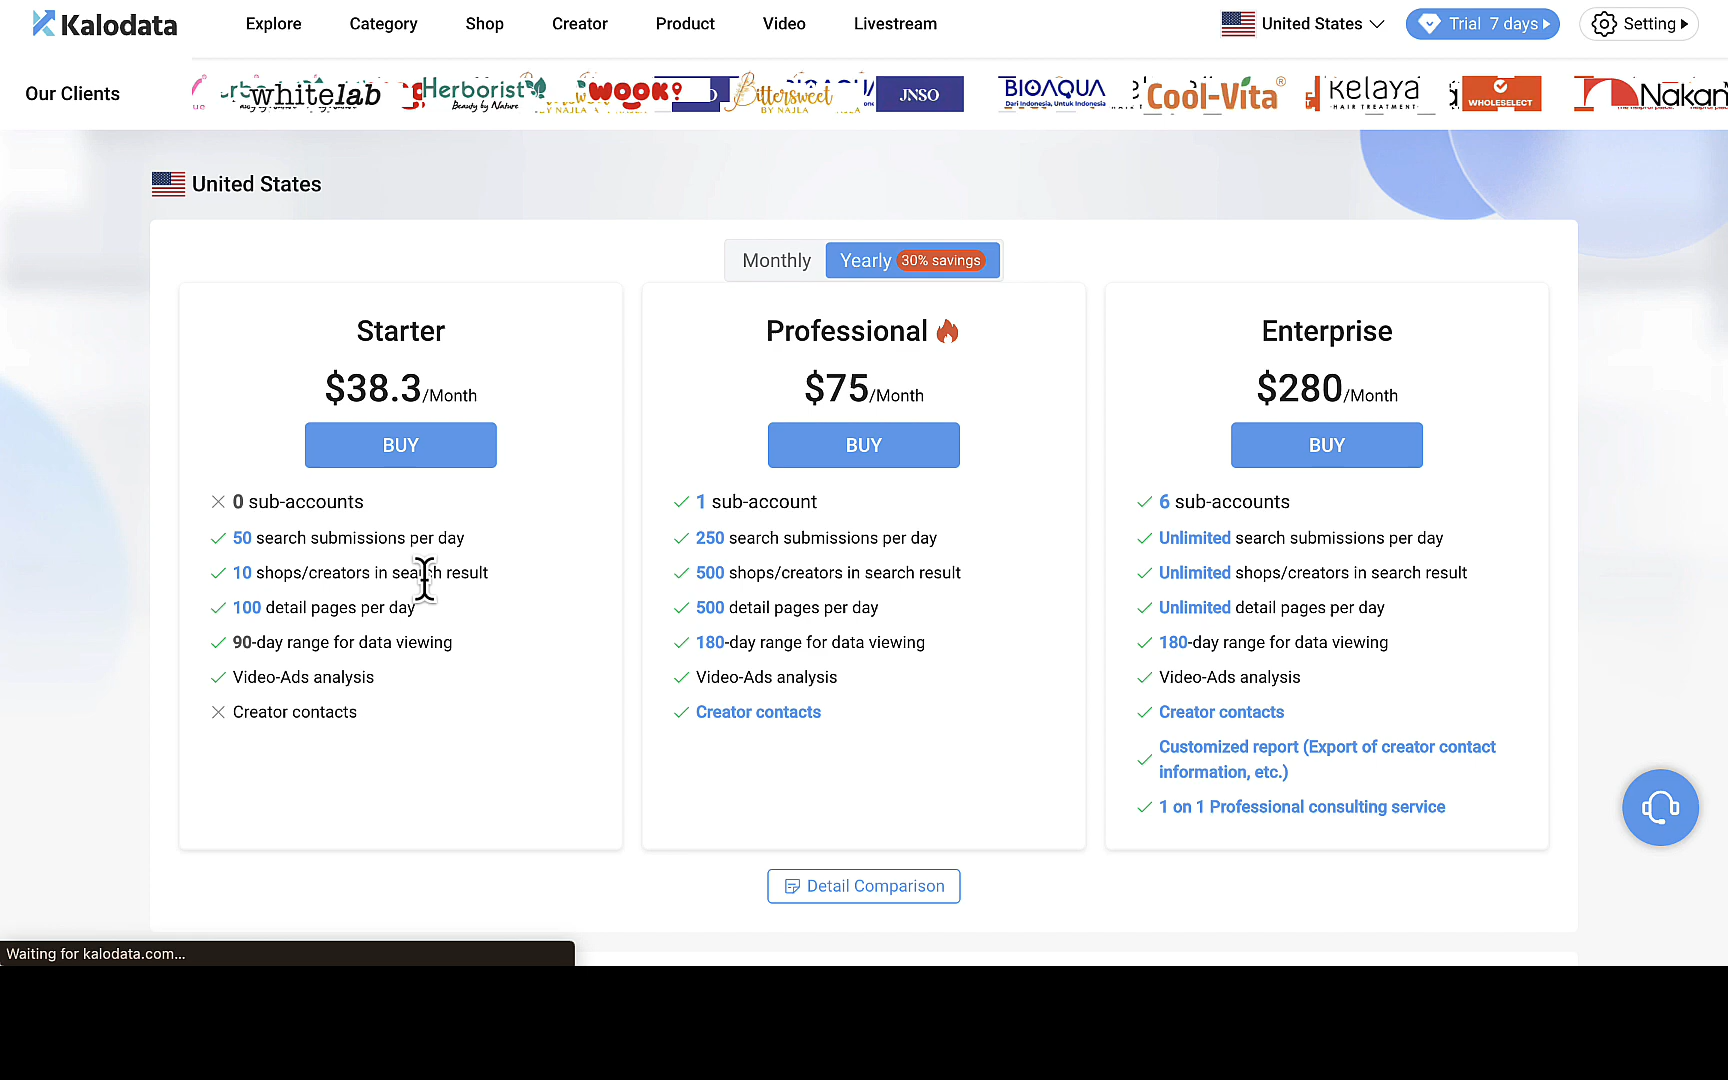 Kalodata
Explore
Category
Shop
Creator
Product
Video
Livestream
United States
Trial 7 days
Setting
Our Clients
whitelab
Herborist
Beauty by Nature
WOOK!
Bittersweet
BY NAJLA
JNSO
BIOAQUA
Dari Indonesia, Untuk Indonesia
Cool-Vita®
kelaya
HAIR TREATMENT
WHOLESELECT
Nakan
United States
Monthly
Yearly 30% savings
Starter
$38.3/Month
BUY
0 sub-accounts
50 search submissions per day
10 shops/creators in search result
100 detail pages per day
90-day range for data viewing
Video-Ads analysis
Creator contacts
Professional
$75/Month
BUY
1 sub-account
250 search submissions per day
500 shops/creators in search result
500 detail pages per day
180-day range for data viewing
Video-Ads analysis
Creator contacts
Enterprise
$280/Month
BUY
6 sub-accounts
Unlimited search submissions per day
Unlimited shops/creators in search result
Unlimited detail pages per day
180-day range for data viewing
Video-Ads analysis
Creator contacts
Customized report (Export of creator contact
information, etc.)
1 on 1 Professional consulting service
Detail Comparison
Waiting for kalodata.com...